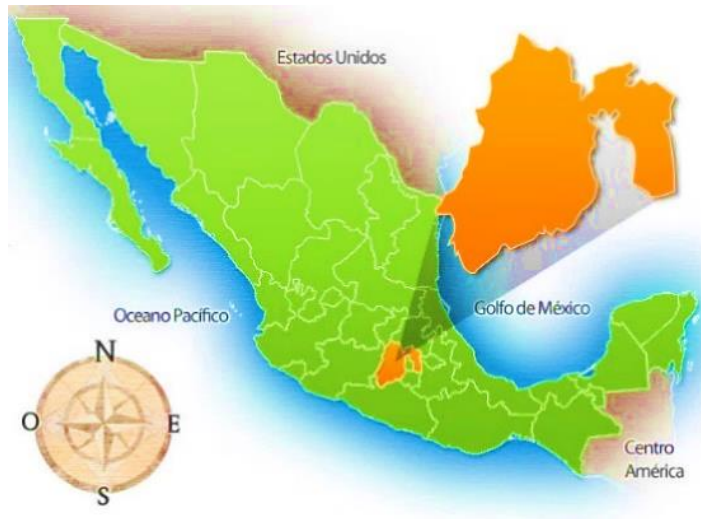 Estados Unidos
Golfo de México
Oceano Pacífico
N
O
E
S
Centro
América